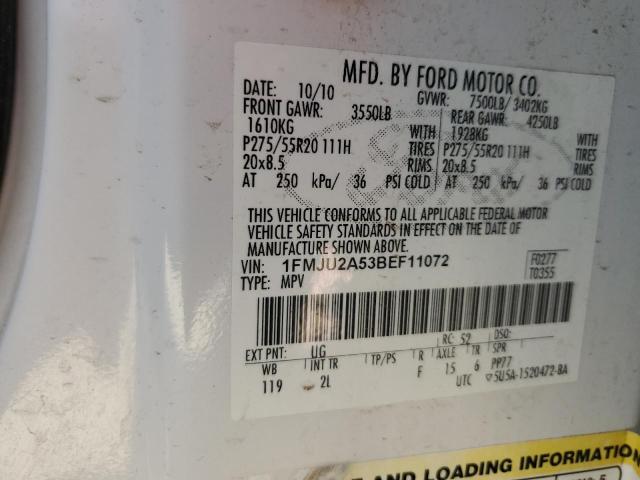 MFD. BY FORD MOTOR CO.
DATE: 10/10 GVWR: 7500LB/ 3402KG
FRONT GAWR: 3550LB REAR GAWR: 4250LB
1610KG WITH 1928KG WITH
P275/55R20 111H TIRES P275/55R20 111H TIRES
20x8.5 RIMS 20x8.5 RIMS
AT 250 kPa/ 36 PSI COLD AT 250 kPa/ 36 PSI COLD
THIS VEHICLE CONFORMS TO ALL APPLICABLE FEDERAL MOTOR
VEHICLE SAFETY STANDARDS IN EFFECT ON THE DATE OF
MANUFACTURE SHOWN ABOVE.
VIN: 1FMJU2A53BEF11072 F0277
TYPE: MPV T0355
RC: 52 DSO:
EXT PNT: UG
WB INT TR TP/PS R AXLE TR SPR
119 2L F 15 6 PP77
UTC ▽5U5A-1520472-BA
AND LOADING INFORMATION